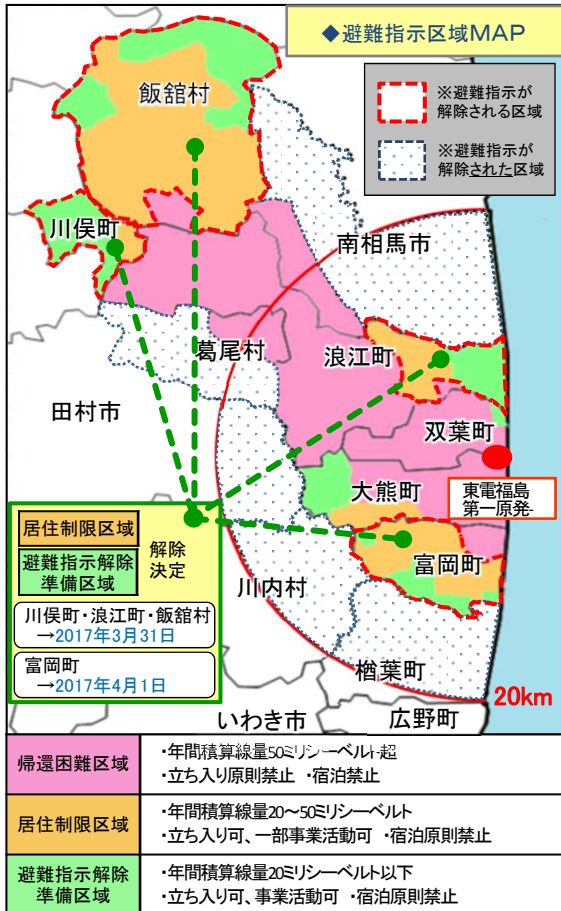 ◆避難指示区域MAP
※避難指示が
解除される区域
※避難指示が
解除された区域
飯舘村
川俣町
南相馬市
葛尾村
浪江町
田村市
双葉町
大熊町
東電福島
第一原発
富岡町
川内村
楢葉町
20km
いわき市
広野町
居住制限区域
避難指示解除
準備区域
解除
決定
川俣町・浪江町・飯舘村
→2017年3月31日
富岡町
→2017年4月1日
帰還困難区域
・年間積算線量50ミリシーベルト超
・立ち入り原則禁止 ・宿泊禁止
居住制限区域
・年間積算線量20～50ミリシーベルト
・立ち入り可、一部事業活動可 ・宿泊原則禁止
避難指示解除
準備区域
・年間積算線量20ミリシーベルト以下
・立ち入り可、事業活動可 ・宿泊原則禁止